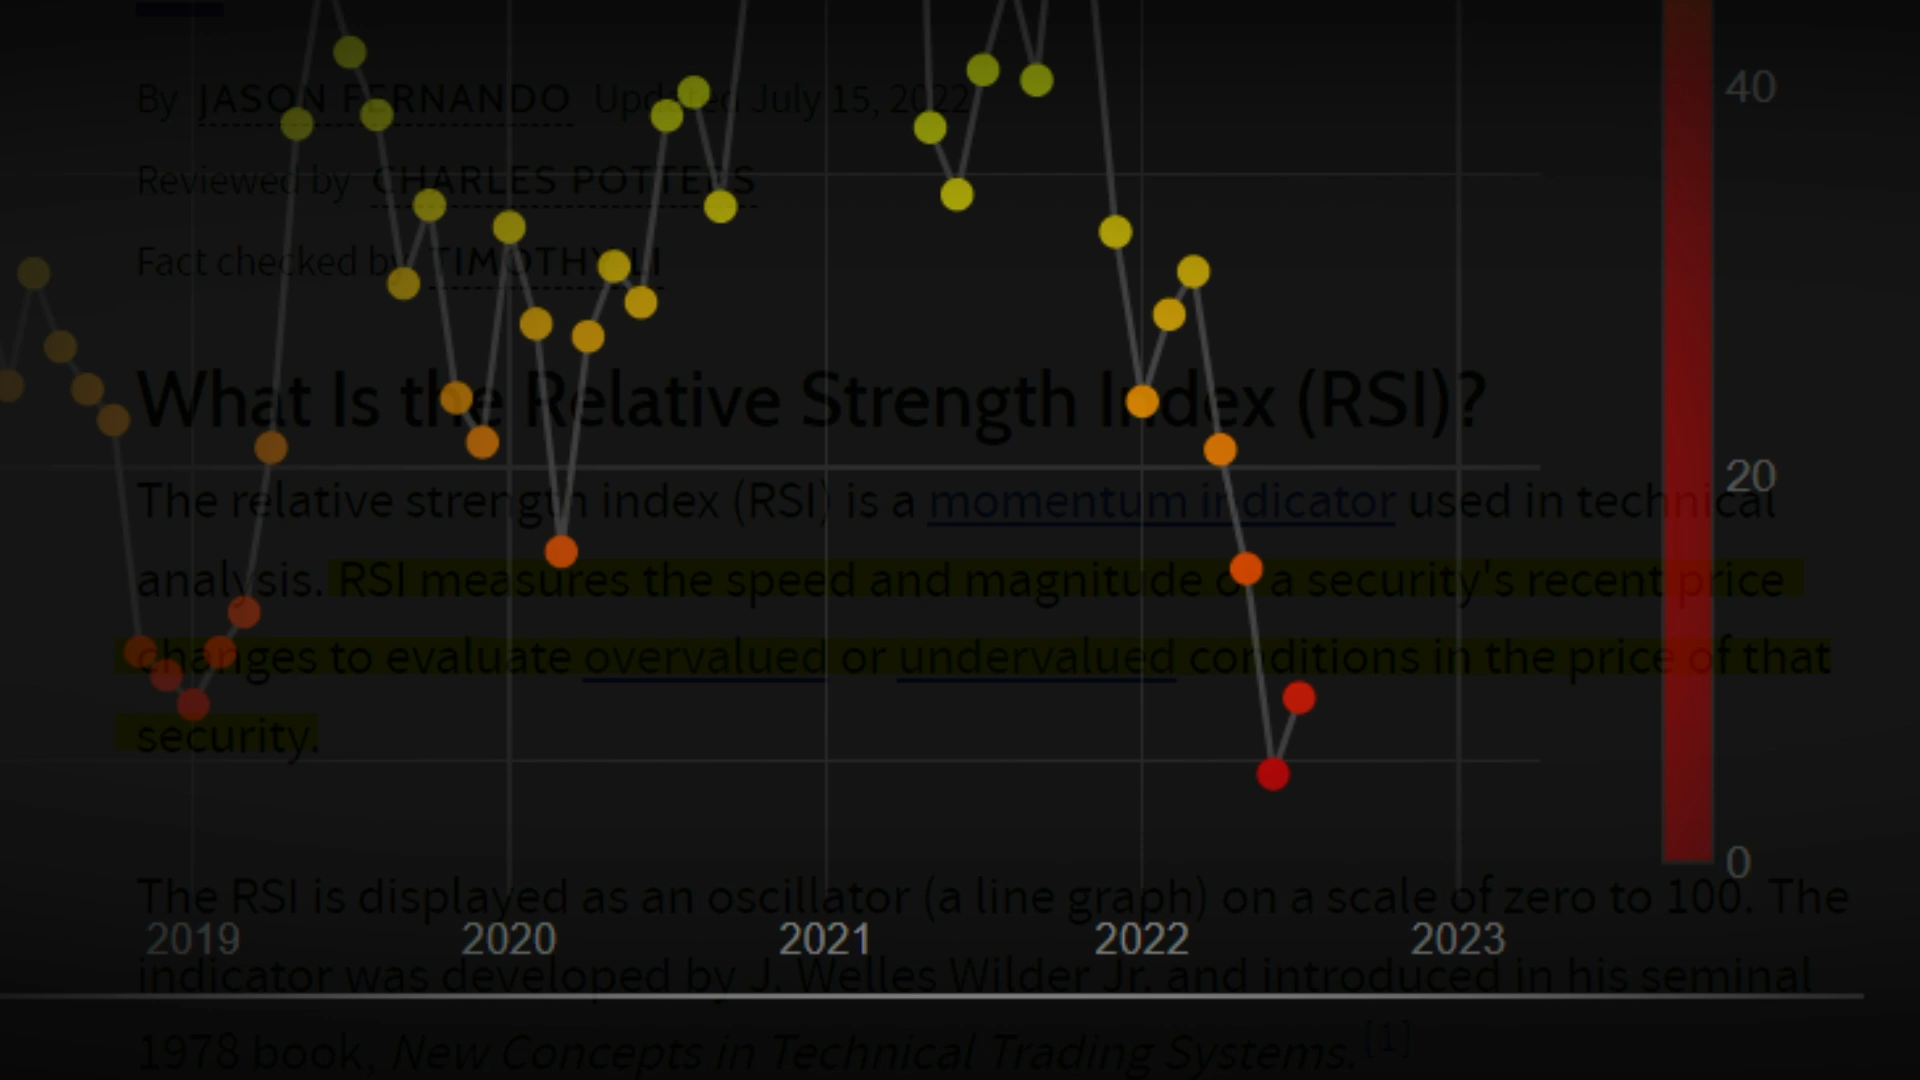 By JASON FERNANDO Updated July 15, 2022
Reviewed by CHARLES POTTERS
Fact checked by TIMOTHY LI
What Is the Relative Strength Index (RSI)?
The relative strength index (RSI) is a momentum indicator used in technical
analysis. RSI measures the speed and magnitude of a security's recent price
changes to evaluate overvalued or undervalued conditions in the price of that
security.
The RSI is displayed as an oscillator (a line graph) on a scale of zero to 100. The
indicator was developed by J. Welles Wilder Jr. and introduced in his seminal
1978 book, New Concepts in Technical Trading Systems.[1]
40
20
0
2019 2020 2021 2022 2023